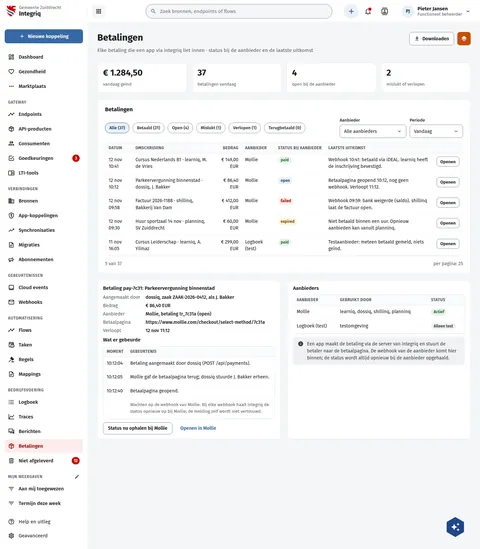 Gemeente Zuiddrecht
Integriq
Zoek bronnen, endpoints of flows
PJ
Pieter Jansen
Functioneel beheerder
+ Nieuwe koppeling
Dashboard
Gezondheid
Marktplaats
GATEWAY
Endpoints
API-producten
Consumenten
Goedkeuringen
LTI-tools
VERBINDINGEN
Bronnen
App-koppelingen
Synchronisaties
Migraties
Abonnementen
GEBEURTENISSEN
Cloud events
Webhooks
AUTOMATISERING
Flows
Taken
Regels
Mappings
BEDRIJFSVOERING
Logboek
Traces
Berichten
Betalingen
Niet afgeleverd
MIJN WEERGAVEN
Aan mij toegewezen
Termijn deze week
Help en uitleg
Geavanceerd
Betalingen
Elke betaling die een app via integriq liet innen · status bij de aanbieder en de laatste uitkomst
Downloaden
€ 1.284,50
vandaag geïnd
37
betalingen vandaag
4
open bij de aanbieder
2
mislukt of verlopen
Betalingen
Alle (37)
Betaald (31)
Open (4)
Mislukt (1)
Verlopen (1)
Terugbetaald (0)
Aanbieder
Alle aanbieders
Periode
Vandaag
DATUM OMSCHRIJVING BEDRAG AANBIEDER STATUS BIJ AANBIEDER LAATSTE UITKOMST
12 nov 10:41 Cursus Nederlands B1 · learniq, M. de Vries € 149,00 EUR Mollie paid Webhook 10:41: betaald via iDEAL, learniq heeft de inschrijving bevestigd. Openen
12 nov 10:12 Parkeervergunning binnenstad · dossiq, J. Bakker € 86,40 EUR Mollie open Betaalpagina geopend 10:12, nog geen webhook. Verloopt 11:12. Openen
12 nov 09:58 Factuur 2026-1188 · shilling, Bakkerij Van Dam € 412,00 EUR Mollie failed Webhook 09:59: bank weigerde (saldo). shilling laat de factuur open. Openen
12 nov 09:30 Huur sportzaal 14 nov · planning, SV Zuiddrecht € 60,00 EUR Mollie expired Niet betaald binnen een uur. Opnieuw aanbieden kan vanuit planning. Openen
11 nov 16:05 Cursus Leiderschap · learniq, A. Yilmaz € 299,00 EUR Logboek (test) paid Testaanbieder: meteen betaald gemeld, niets geïnd. Openen
5 van 37
per pagina: 25
Betaling pay-7c31: Parkeervergunning binnenstad
Aangemaakt door dossiq, zaak ZAAK-2026-0412, als J. Bakker
Bedrag € 86,40 EUR
Aanbieder Mollie, betaling tr_7c31a (open)
Betaalpagina https://www.mollie.com/checkout/select-method/7c31a
Verloopt 12 nov 11:12
Wat er gebeurde
MOMENT GEBEURTENIS
10:12:04 Betaling aangemaakt door dossiq (POST /api/payments).
10:12:05 Mollie gaf de betaalpagina terug; dossiq stuurde J. Bakker erheen.
10:12:40 Betaalpagina geopend.
Wachten op de webhook van Mollie. Bij elke webhook haalt integriq de status opnieuw op bij Mollie, de melding zelf wordt niet vertrouwd.
Status nu ophalen bij Mollie
Openen in Mollie
Aanbieders
AANBIEDER GEBRUIKT DOOR STATUS
Mollie learniq, dossiq, shilling, planning Actief
Logboek (test) testomgeving Alleen test
Een app maakt de betaling via de server van integriq en stuurt de betaler naar de betaalpagina. De webhook van de aanbieder komt hier binnen; de status wordt altijd opnieuw bij de aanbieder opgehaald.